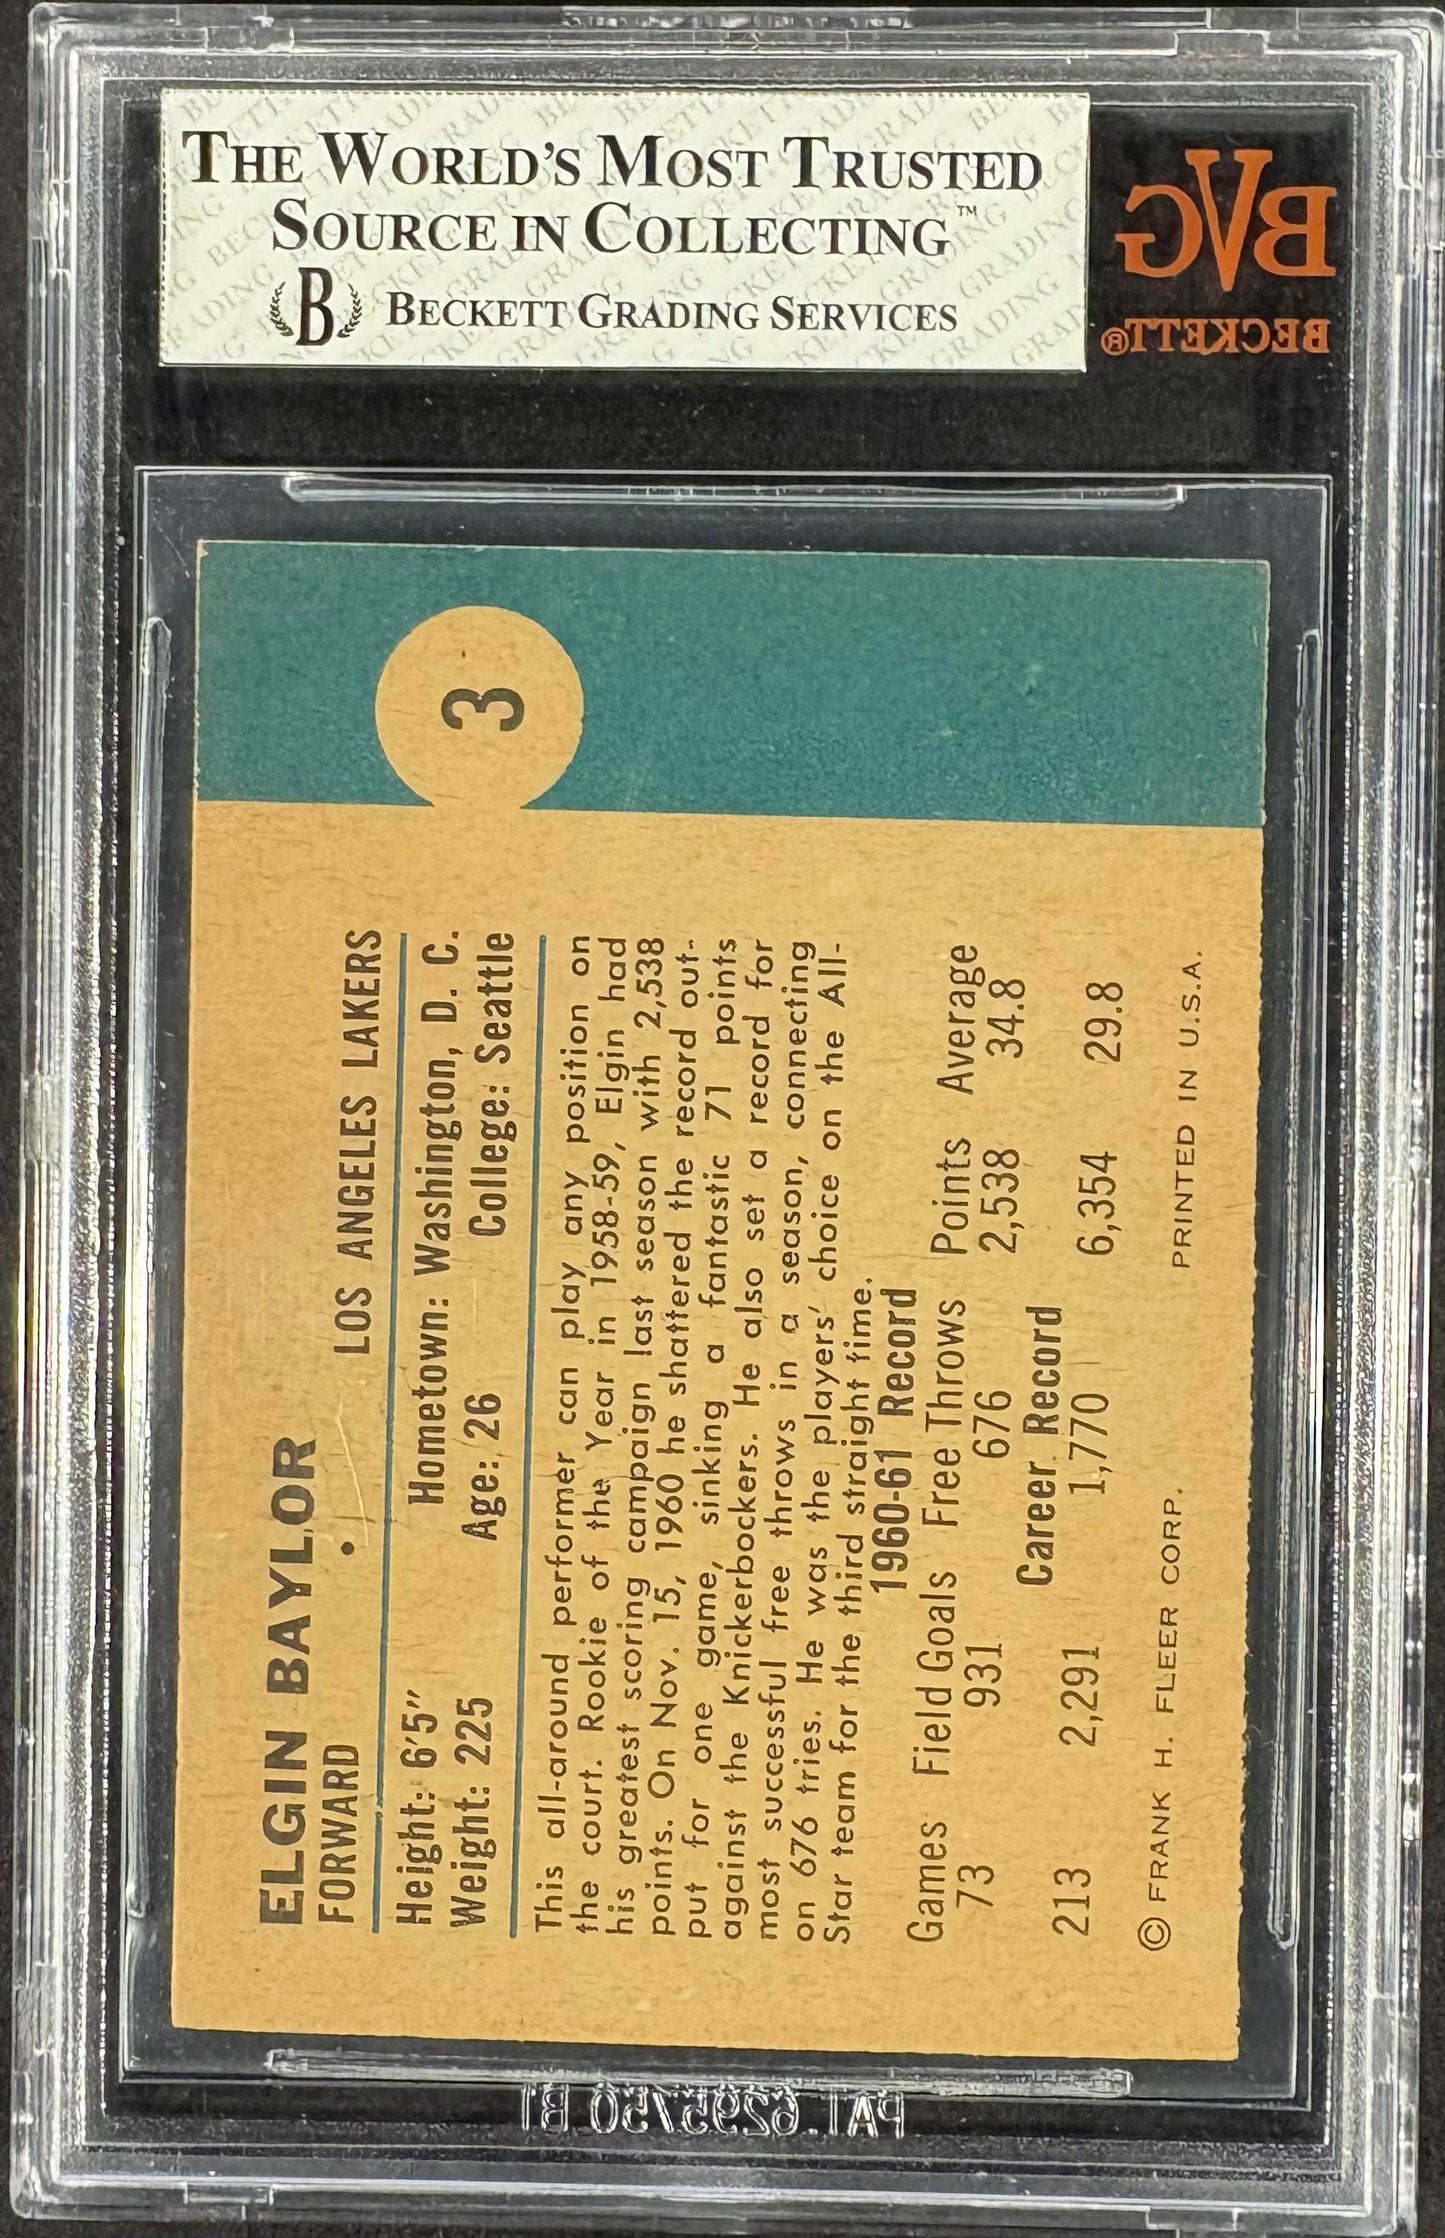 THE WORLD'S MOST TRUSTED
SOURCE IN COLLECTING™
B BECKETT GRADING SERVICES
BVG
BECKETT®
3
ELGIN BAYLOR
FORWARD • LOS ANGELES LAKERS
Height: 6'5" Hometown: Washington, D. C.
Weight: 225 Age: 26 College: Seattle
This all-around performer can play any position on
the court. Rookie of the Year in 1958-59, Elgin had
his greatest scoring campaign last season with 2,538
points. On Nov. 15, 1960 he shattered the record out-
put for one game, sinking a fantastic 71 points
against the Knickerbockers. He also set a record for
most successful free throws in a season, connecting
on 676 tries. He was the players' choice on the All-
Star team for the third straight time.
1960-61 Record
Games Field Goals Free Throws Points Average
73 931 676 2,538 34.8
Career Record
213 2,291 1,770 6,354 29.8
© FRANK H. FLEER CORP. PRINTED IN U.S.A.
PAT. 6295750 B1